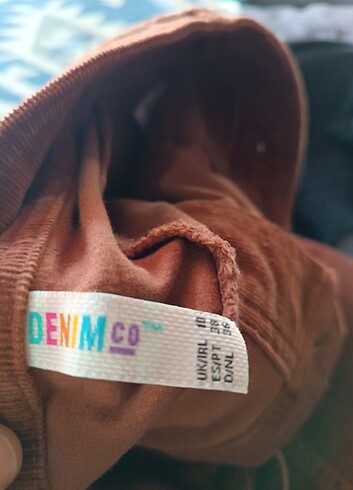 DENIM CO™
UK/IRL 10
ES/PT 38
D/NL 36